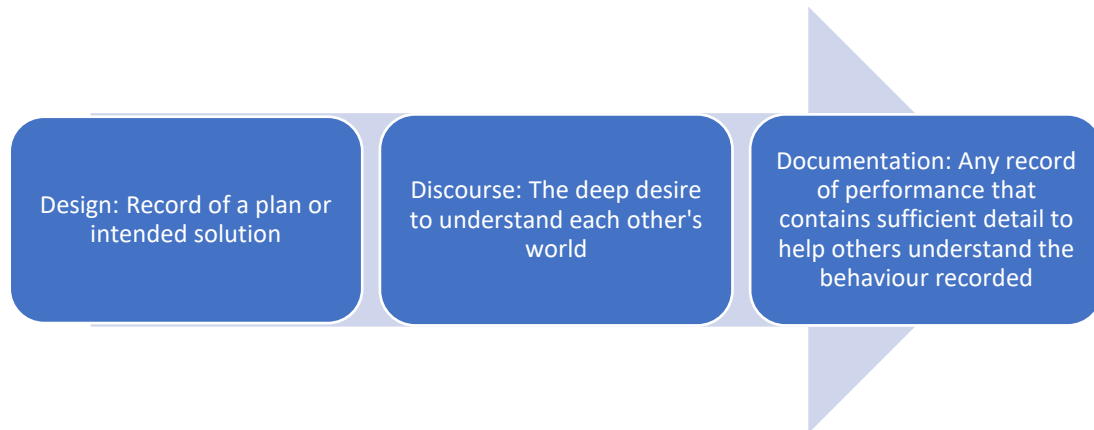 Design: Record of a plan or
intended solution
Discourse: The deep desire
to understand each other's
world
Documentation: Any record
of performance that
contains sufficient detail to
help others understand the
behaviour recorded